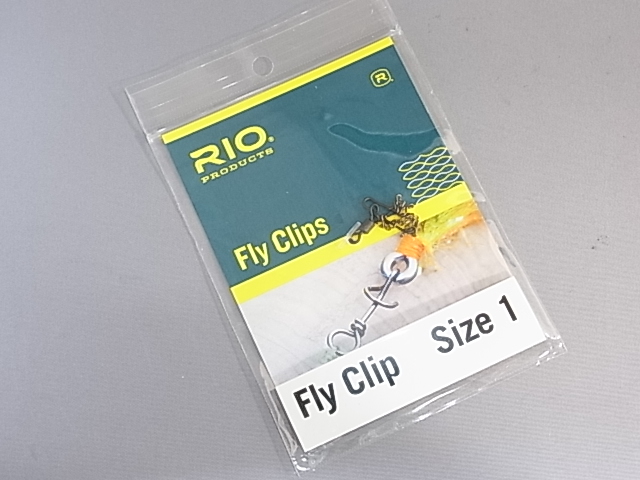 R
RIO®
PRODUCTS
Fly Clips
Fly Clip Size 1